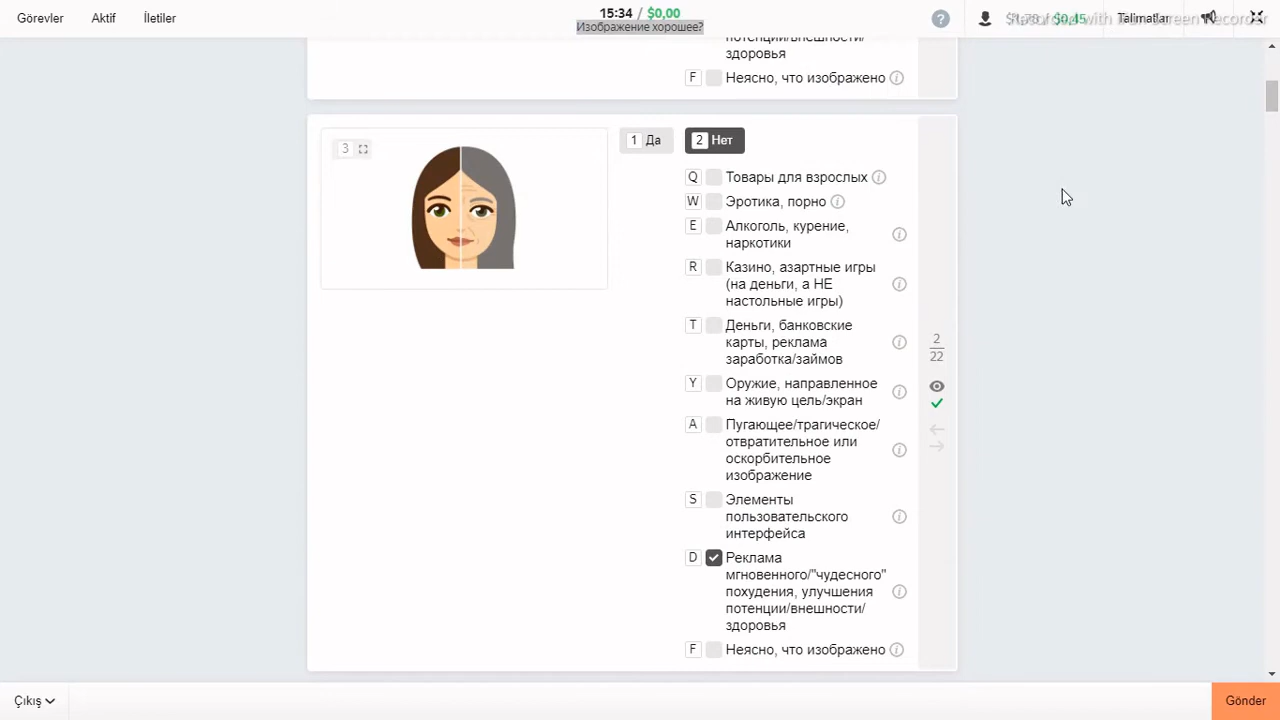 Görevler
Aktif
İletiler
15:34 / $0,00
Изображение хорошее?
Talimatlar
потенции/внешности/
здоровья
F Неясно, что изображено
3
1 Да
2 Нет
Q Товары для взрослых
W Эротика, порно
E Алкоголь, курение,
наркотики
R Казино, азартные игры
(на деньги, а НЕ
настольные игры)
T Деньги, банковские
карты, реклама
заработка/займов
Y Оружие, направленное
на живую цель/экран
A Пугающее/трагическое/
отвратительное или
оскорбительное
изображение
S Элементы
пользовательского
интерфейса
D Реклама
мгновенного/"чудесного"
похудения, улучшения
потенции/внешности/
здоровья
F Неясно, что изображено
2
22
Çıkış
Gönder